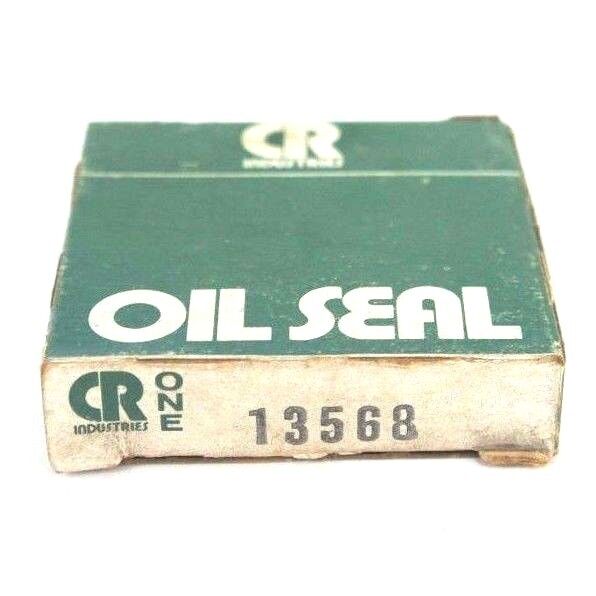 CR
INDUSTRIES
OIL SEAL
CR
INDUSTRIES
ONE
13568